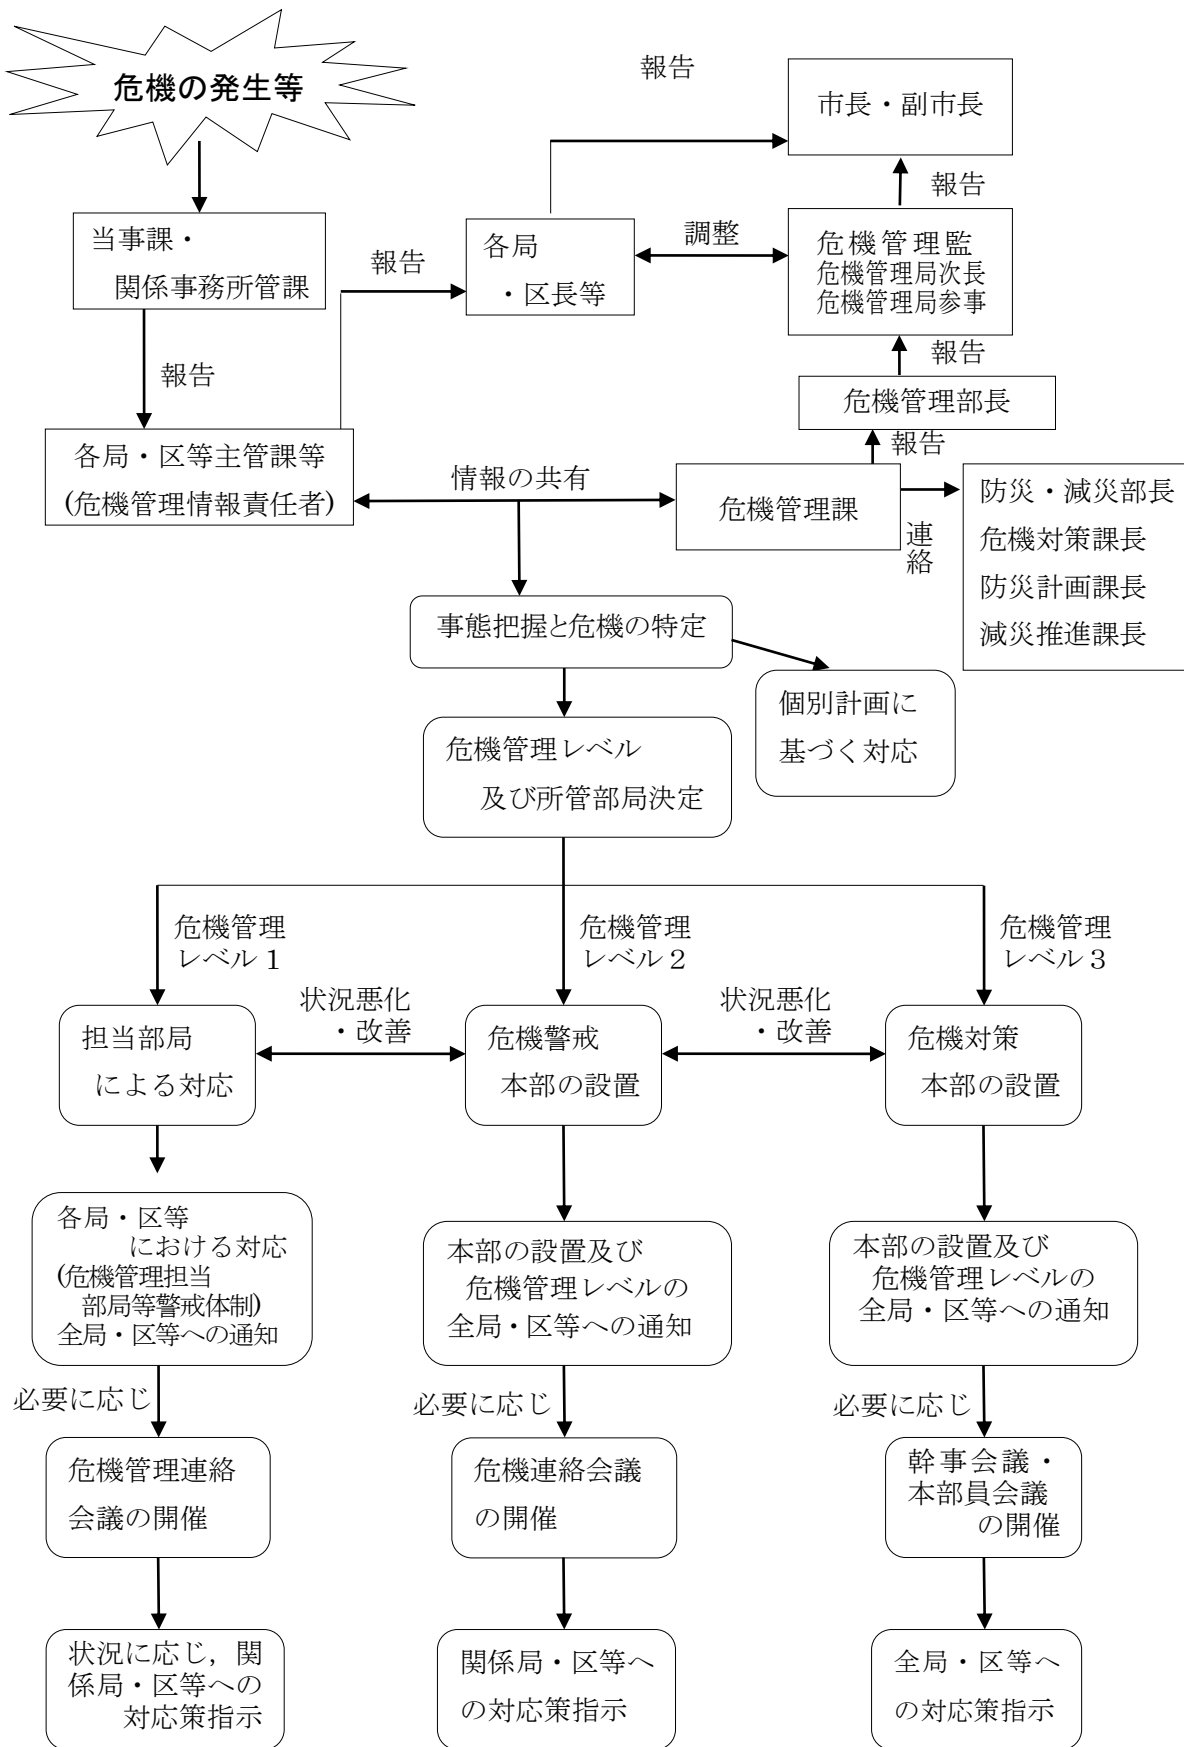 危機の発生等
報告
市長・副市長
報告
当事課・
関係事務所管課
報告
各局
・区長等
調整
危機管理監
危機管理局次長
危機管理局参事
報告
報告
危機管理部長
報告
各局・区等主管課等
(危機管理情報責任者)
情報の共有
危機管理課
連絡
防災・減災部長
危機対策課長
防災計画課長
減災推進課長
事態把握と危機の特定
個別計画に
基づく対応
危機管理レベル
及び所管部局決定
危機管理
レベル１
危機管理
レベル２
危機管理
レベル３
担当部局
による対応
状況悪化
・改善
危機警戒
本部の設置
状況悪化
・改善
危機対策
本部の設置
各局・区等
における対応
(危機管理担当
部局等警戒体制)
全局・区等への通知
本部の設置及び
危機管理レベルの
全局・区等への通知
本部の設置及び
危機管理レベルの
全局・区等への通知
必要に応じ
必要に応じ
必要に応じ
危機管理連絡
会議の開催
危機連絡会議
の開催
幹事会議・
本部員会議
の開催
状況に応じ，関
係局・区等への
対応策指示
関係局・区等へ
の対応策指示
全局・区等へ
の対応策指示